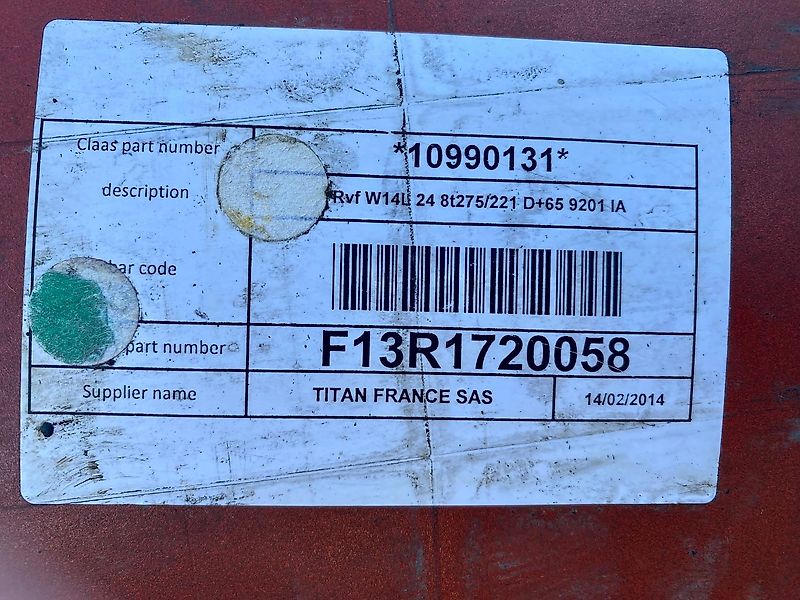 Claas part number *10990131*
description Rvf W14L 24 8t275/221 D+65 9201 IA
bar code
part number F13R1720058
Supplier name TITAN FRANCE SAS 14/02/2014